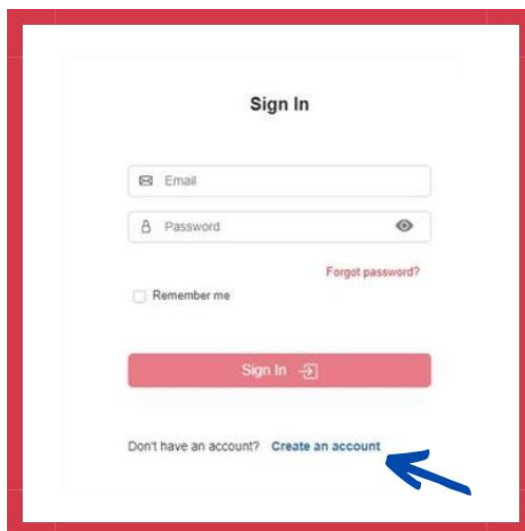 Sign In
Email
Password
Forgot password?
Remember me
Sign In
Don't have an account? Create an account